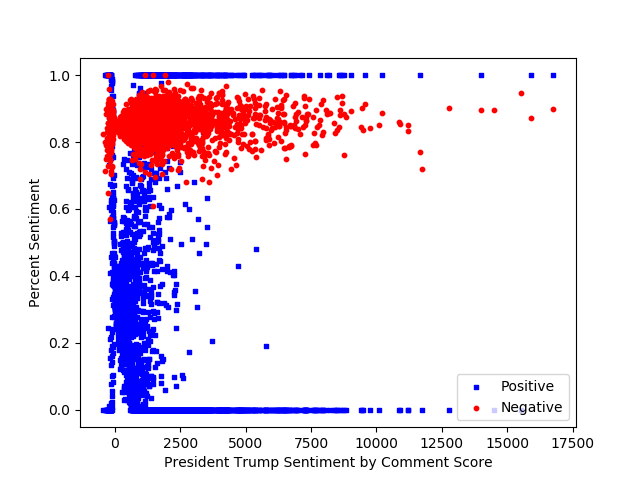 1.0
0.8
0.6
0.4
0.2
0.0
Percent Sentiment
Positive
Negative
0 2500 5000 7500 10000 12500 15000 17500
President Trump Sentiment by Comment Score